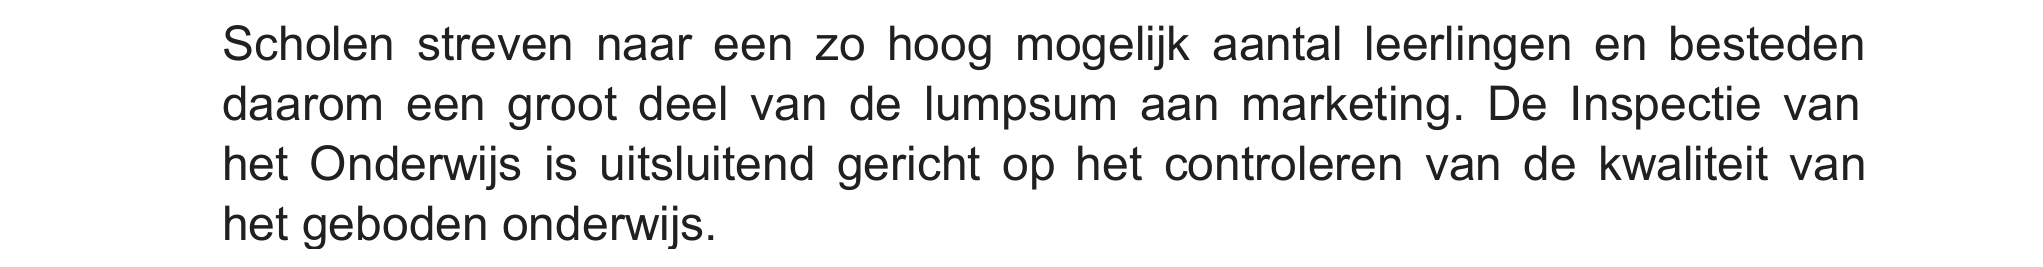 Scholen streven naar een zo hoog mogelijk aantal leerlingen en besteden
daarom een groot deel van de lumpsum aan marketing. De Inspectie van
het Onderwijs is uitsluitend gericht op het controleren van de kwaliteit van
het geboden onderwijs.